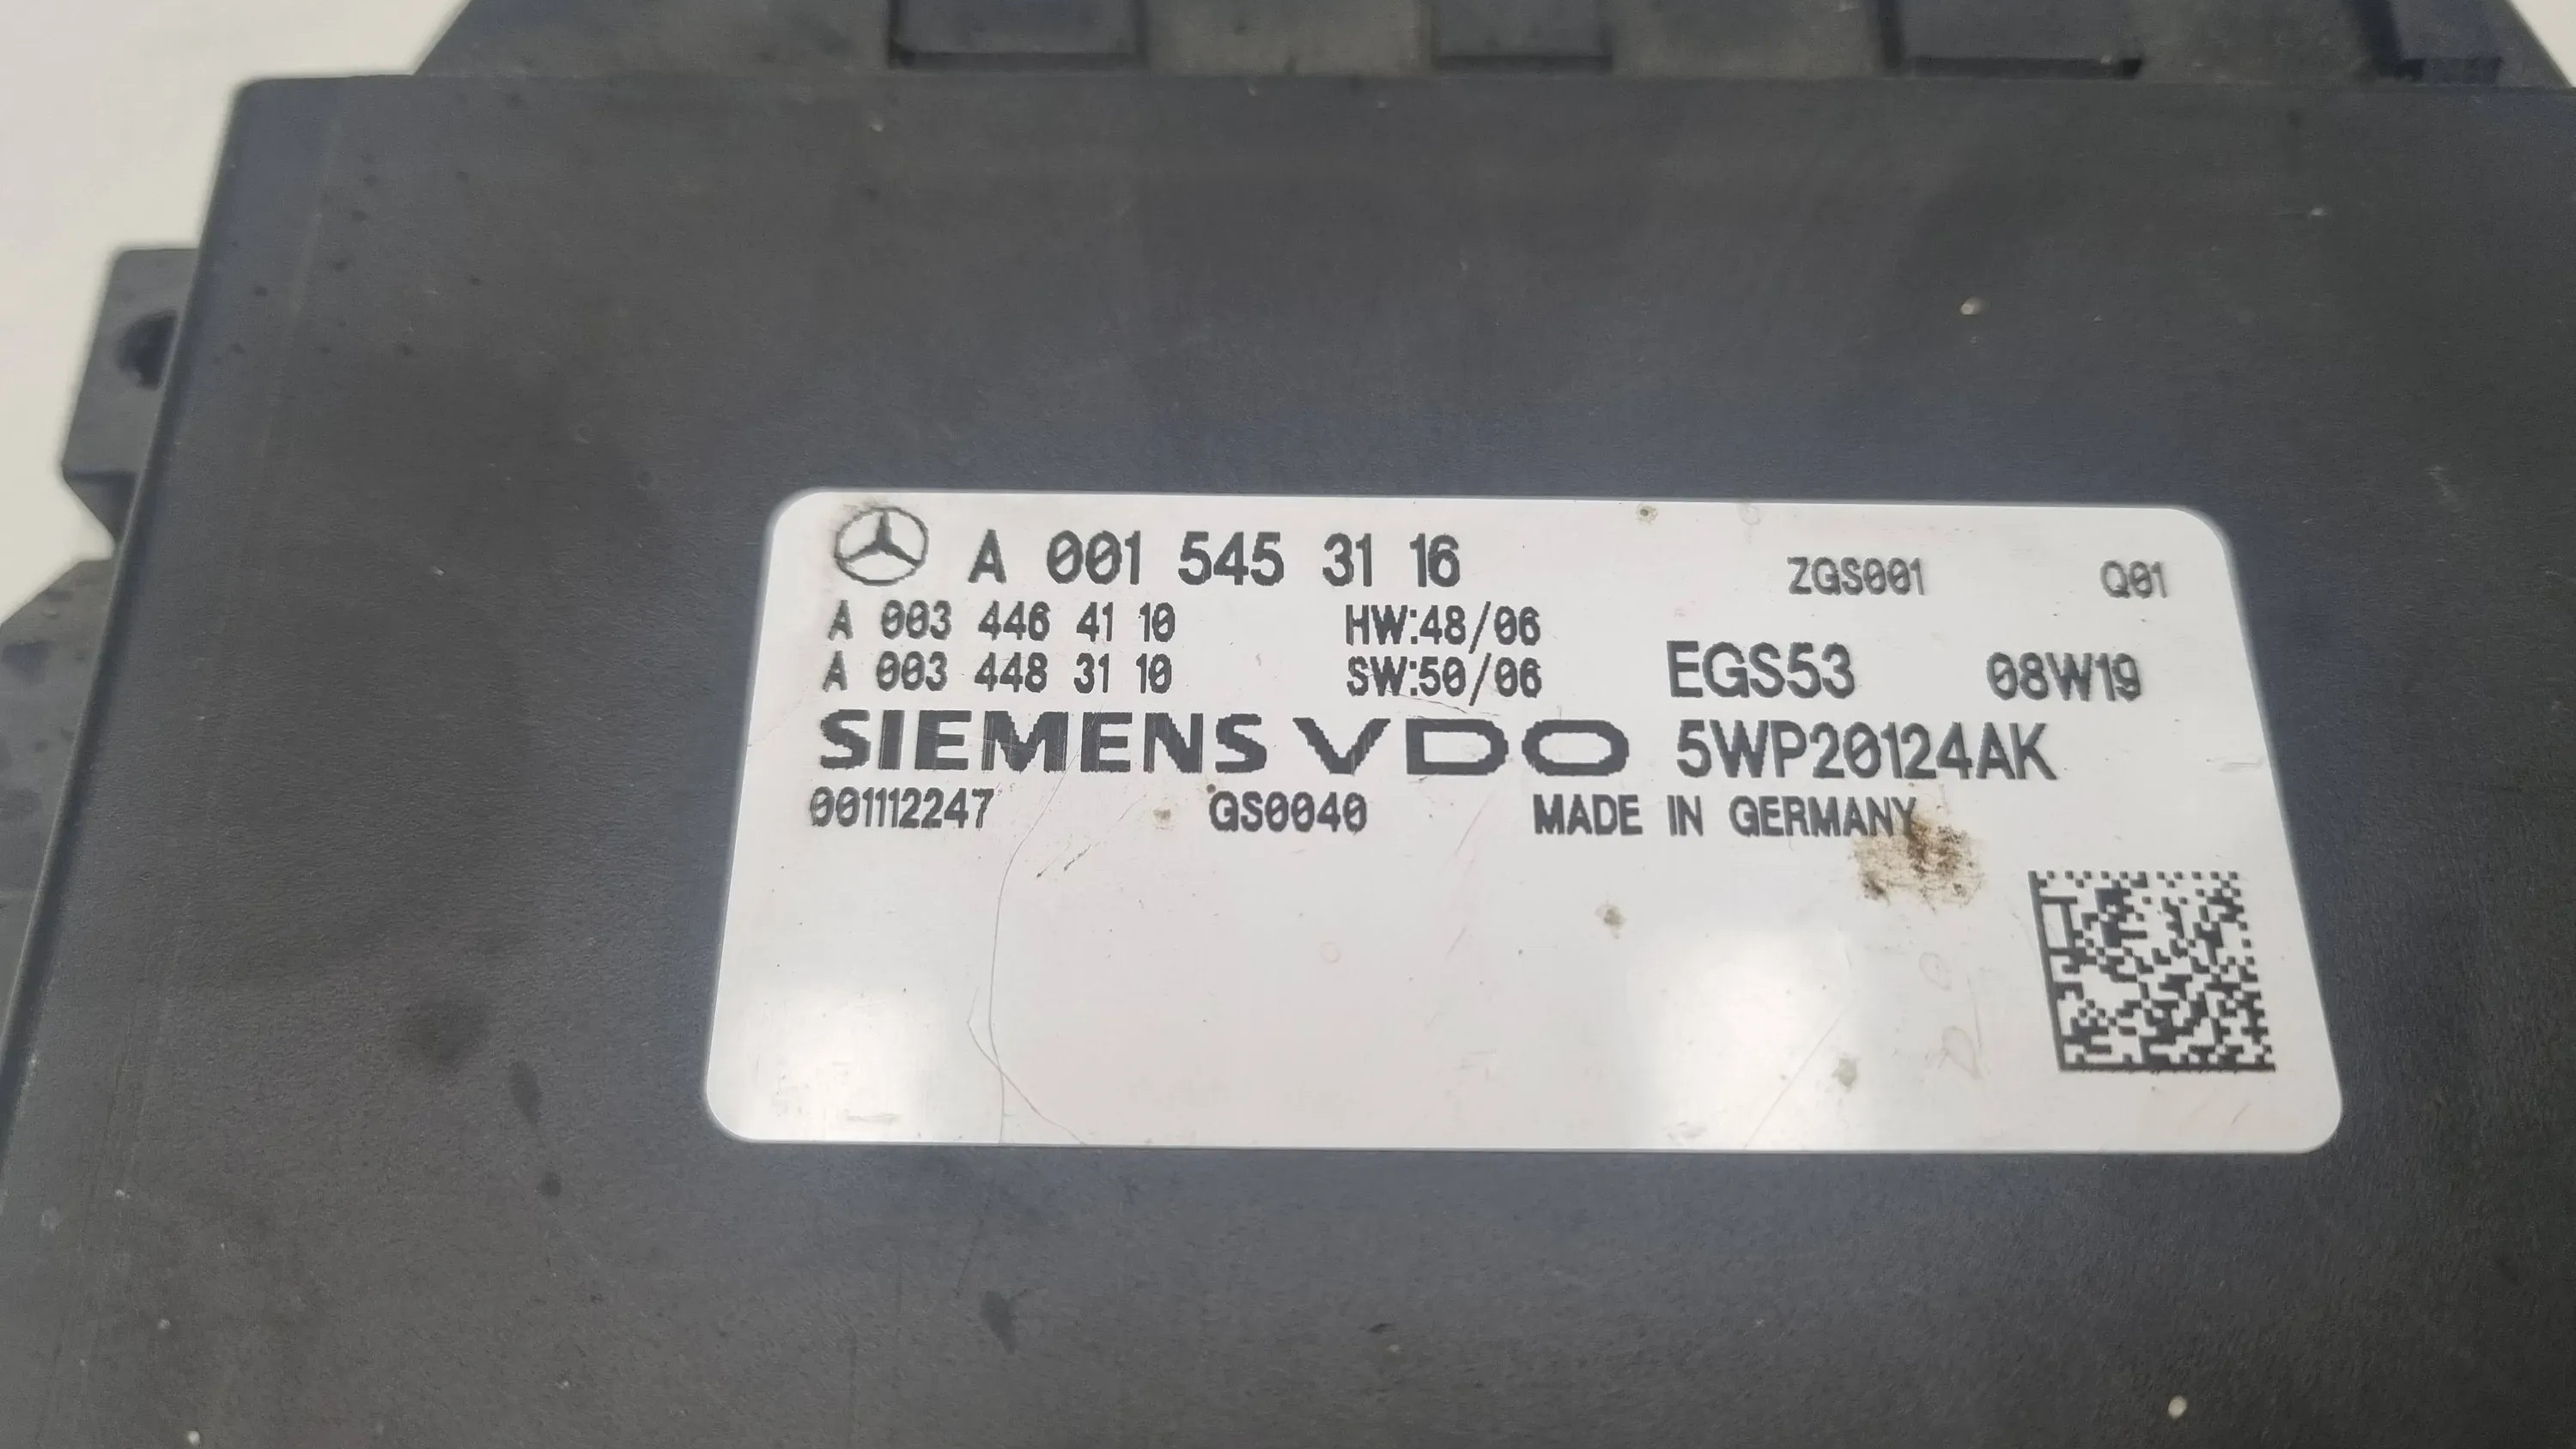 A 001 545 31 16 ZGS001 Q01
A 003 446 41 10 HW:48/06
A 003 448 31 10 SW:50/06 EGS53 08W19
SIEMENS VDO 5WP20124AK
001112247 GS0040 MADE IN GERMANY